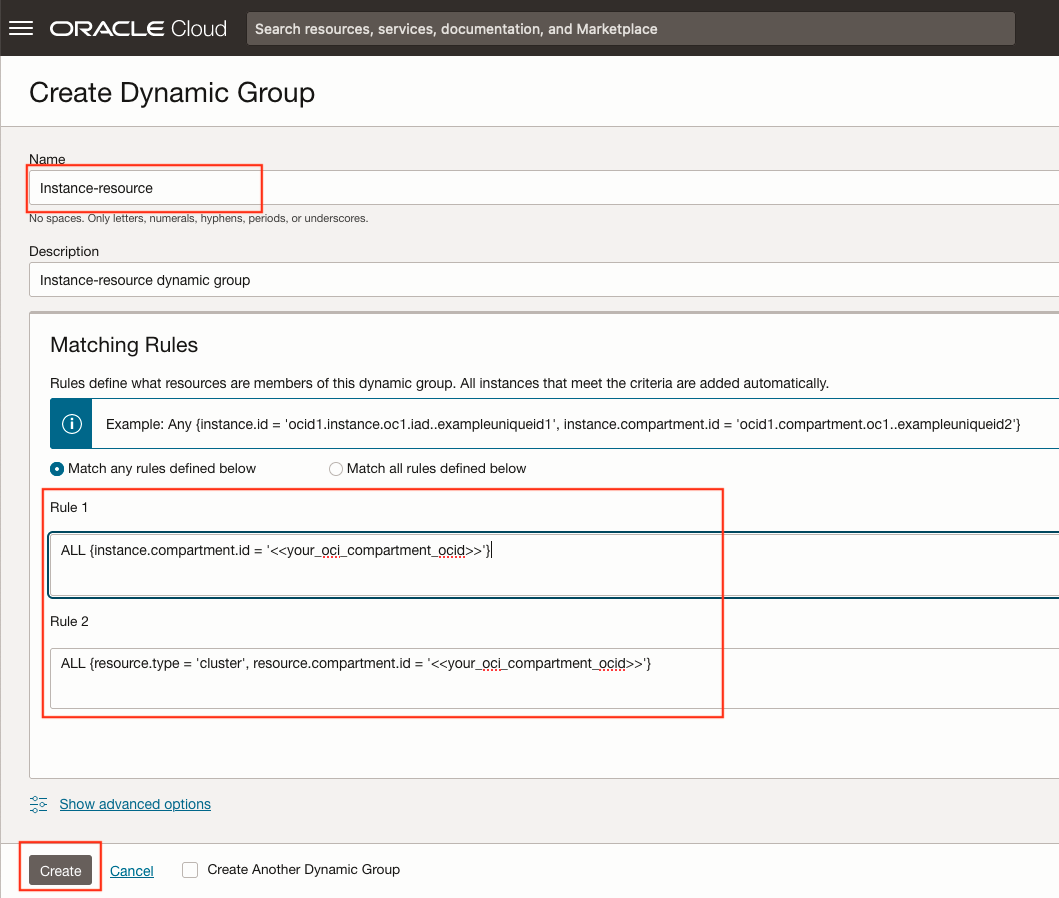 ORACLE Cloud
Search resources, services, documentation, and Marketplace
Create Dynamic Group
Name
Instance-resource
No spaces. Only letters, numerals, hyphens, periods, or underscores.
Description
Instance-resource dynamic group
Matching Rules
Rules define what resources are members of this dynamic group. All instances that meet the criteria are added automatically.
Example: Any {instance.id = 'ocid1.instance.oc1.iad..exampleuniqueid1', instance.compartment.id = 'ocid1.compartment.oc1..exampleuniqueid2'}
Match any rules defined below Match all rules defined below
Rule 1
ALL {instance.compartment.id = '<<your_oci_compartment_ocid>>'}
Rule 2
ALL {resource.type = 'cluster', resource.compartment.id = '<<your_oci_compartment_ocid>>'}
Show advanced options
Create Cancel Create Another Dynamic Group